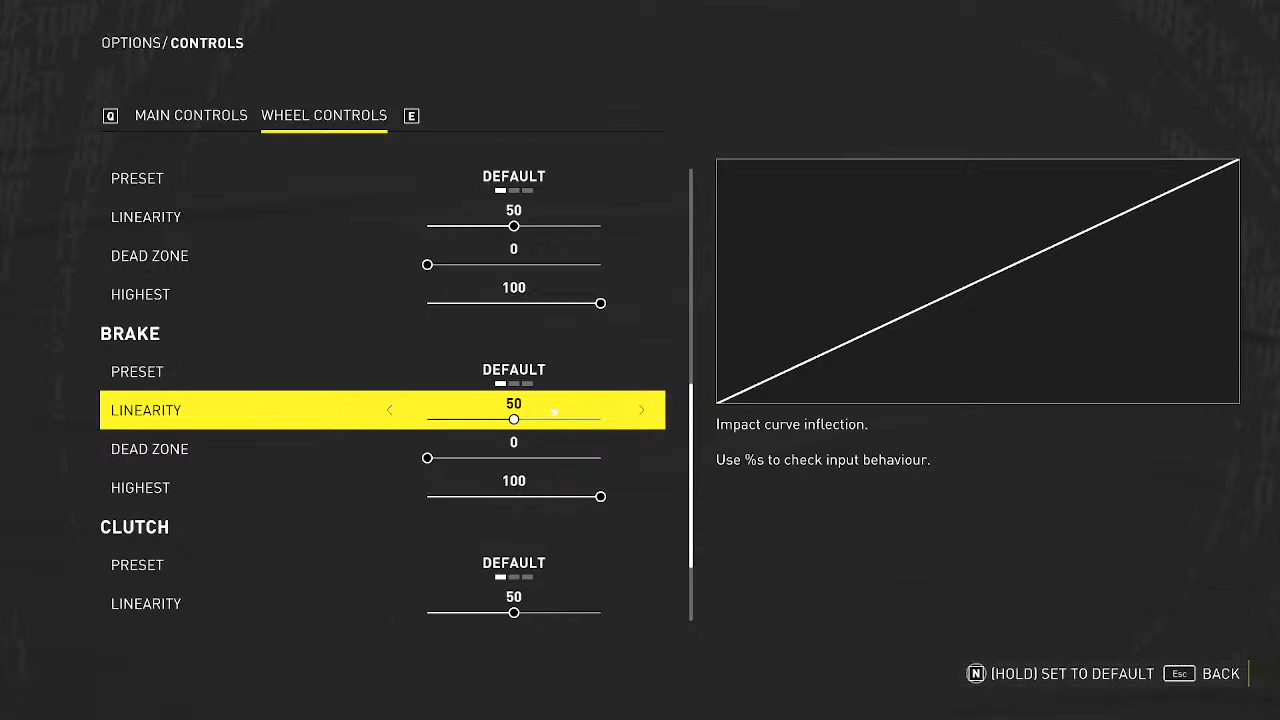 OPTIONS/ CONTROLS
Q MAIN CONTROLS WHEEL CONTROLS E
PRESET DEFAULT
LINEARITY 50
DEAD ZONE 0
HIGHEST 100
BRAKE
PRESET DEFAULT
LINEARITY 50
DEAD ZONE 0
HIGHEST 100
CLUTCH
PRESET DEFAULT
LINEARITY 50
Impact curve inflection.
Use %s to check input behaviour.
N (HOLD) SET TO DEFAULT Esc BACK